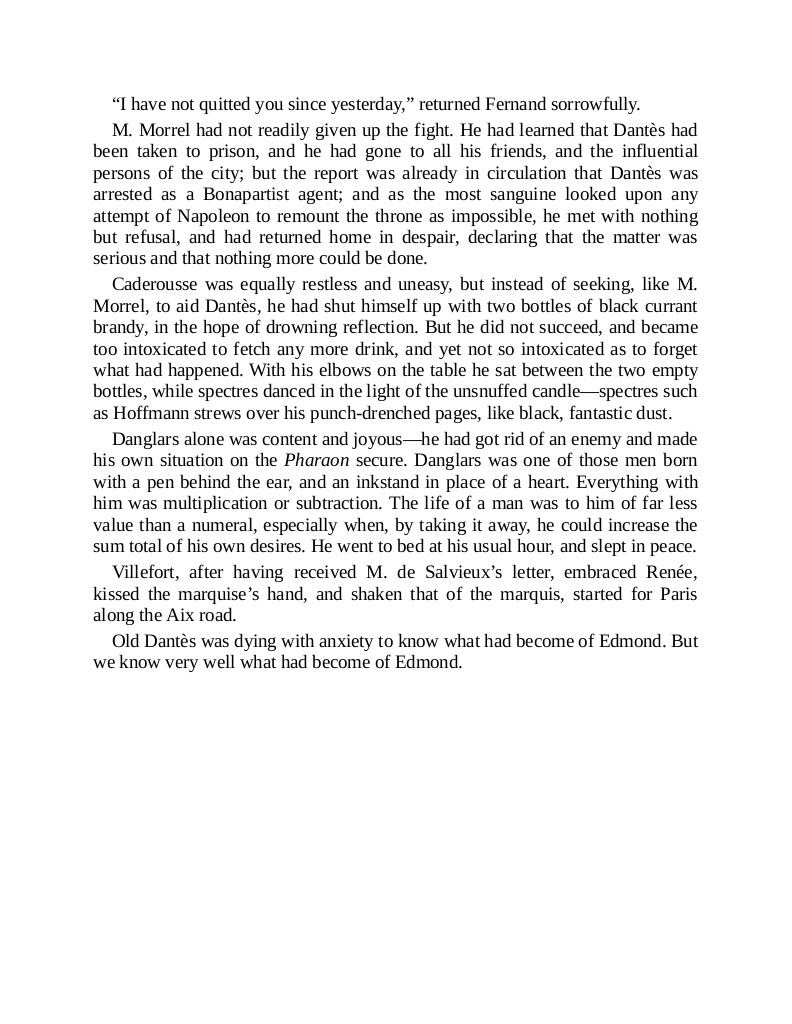 “I have not quitted you since yesterday,” returned Fernand sorrowfully.
M. Morrel had not readily given up the fight. He had learned that Dantès had
been taken to prison, and he had gone to all his friends, and the influential
persons of the city; but the report was already in circulation that Dantès was
arrested as a Bonapartist agent; and as the most sanguine looked upon any
attempt of Napoleon to remount the throne as impossible, he met with nothing
but refusal, and had returned home in despair, declaring that the matter was
serious and that nothing more could be done.
Caderousse was equally restless and uneasy, but instead of seeking, like M.
Morrel, to aid Dantès, he had shut himself up with two bottles of black currant
brandy, in the hope of drowning reflection. But he did not succeed, and became
too intoxicated to fetch any more drink, and yet not so intoxicated as to forget
what had happened. With his elbows on the table he sat between the two empty
bottles, while spectres danced in the light of the unsnuffed candle—spectres such
as Hoffmann strews over his punch-drenched pages, like black, fantastic dust.
Danglars alone was content and joyous—he had got rid of an enemy and made
his own situation on the Pharaon secure. Danglars was one of those men born
with a pen behind the ear, and an inkstand in place of a heart. Everything with
him was multiplication or subtraction. The life of a man was to him of far less
value than a numeral, especially when, by taking it away, he could increase the
sum total of his own desires. He went to bed at his usual hour, and slept in peace.
Villefort, after having received M. de Salvieux’s letter, embraced Renée,
kissed the marquise’s hand, and shaken that of the marquis, started for Paris
along the Aix road.
Old Dantès was dying with anxiety to know what had become of Edmond. But
we know very well what had become of Edmond.